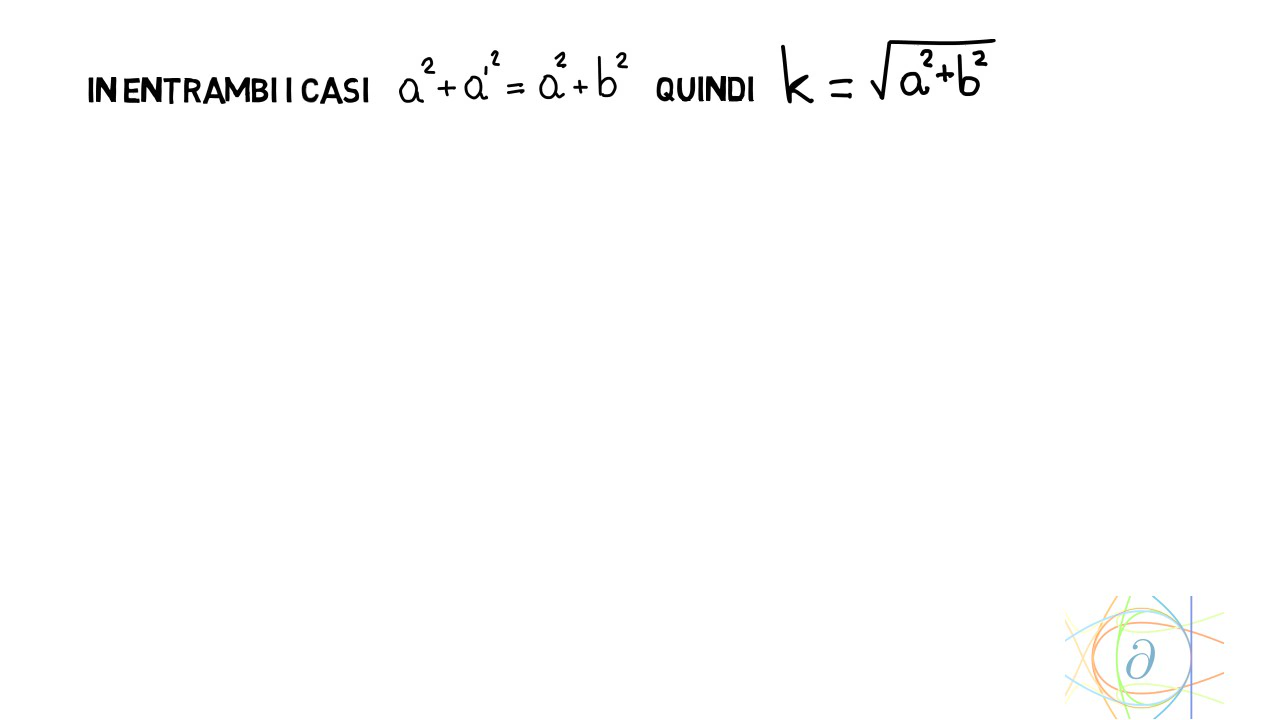 IN ENTRAMBI I CASI a² + a'² = a² + b² QUINDI k = √(a²+b²)
∂